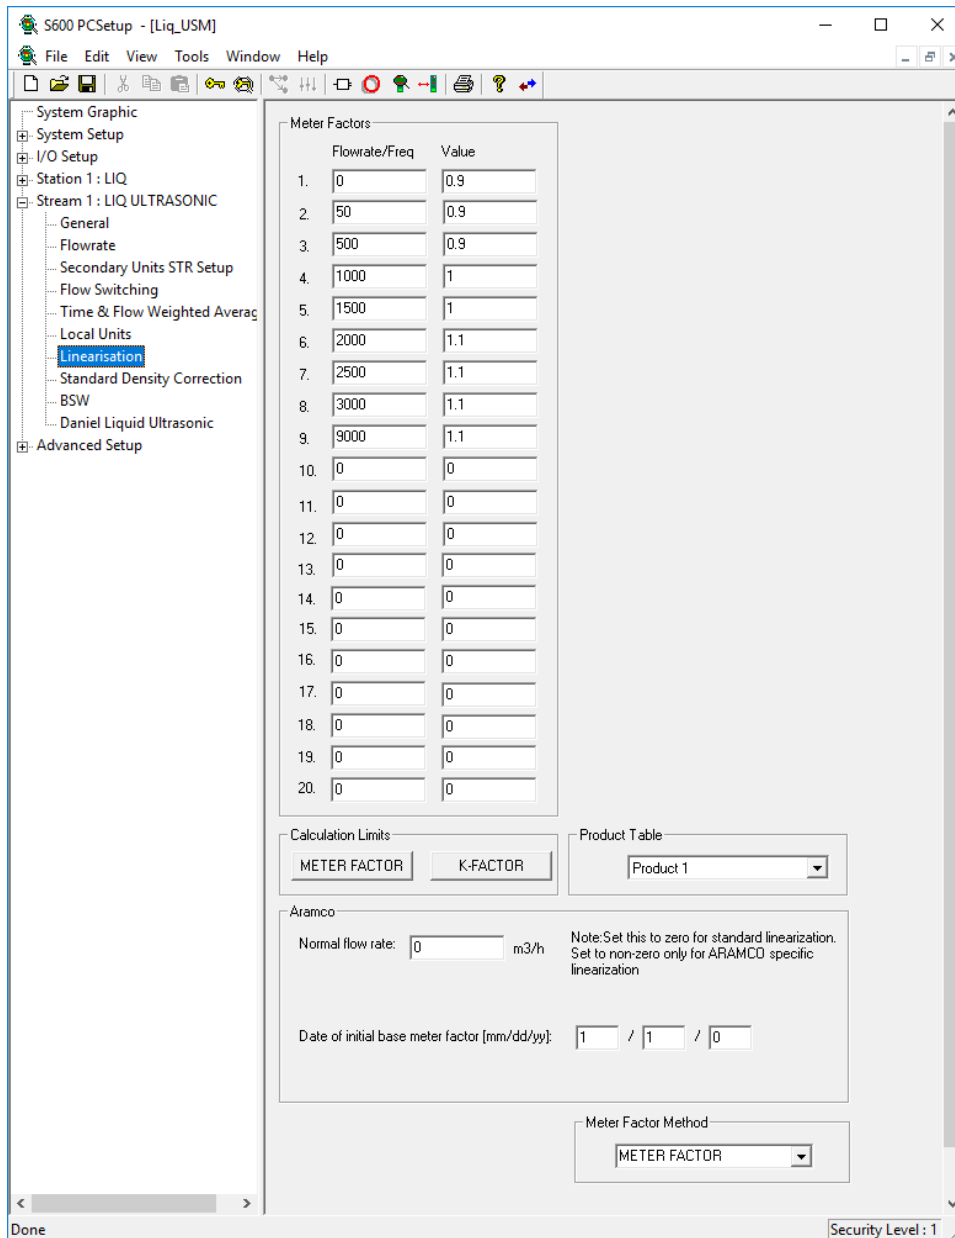 S600 PCSetup - [Liq_USM]
File Edit View Tools Window Help
System Graphic
System Setup
I/O Setup
Station 1 : LIQ
Stream 1 : LIQ ULTRASONIC
General
Flowrate
Secondary Units STR Setup
Flow Switching
Time & Flow Weighted Averag
Local Units
Linearisation
Standard Density Correction
BSW
Daniel Liquid Ultrasonic
Advanced Setup
Meter Factors
Flowrate/Freq Value
1. 0 0.9
2. 50 0.9
3. 500 0.9
4. 1000 1
5. 1500 1
6. 2000 1.1
7. 2500 1.1
8. 3000 1.1
9. 9000 1.1
10. 0 0
11. 0 0
12. 0 0
13. 0 0
14. 0 0
15. 0 0
16. 0 0
17. 0 0
18. 0 0
19. 0 0
20. 0 0
Calculation Limits
METER FACTOR K-FACTOR
Product Table
Product 1
Aramco
Normal flow rate: 0 m3/h
Note:Set this to zero for standard linearization.
Set to non-zero only for ARAMCO specific
linearization
Date of initial base meter factor [mm/dd/yy]: 1 / 1 / 0
Meter Factor Method
METER FACTOR
Done
Security Level : 1